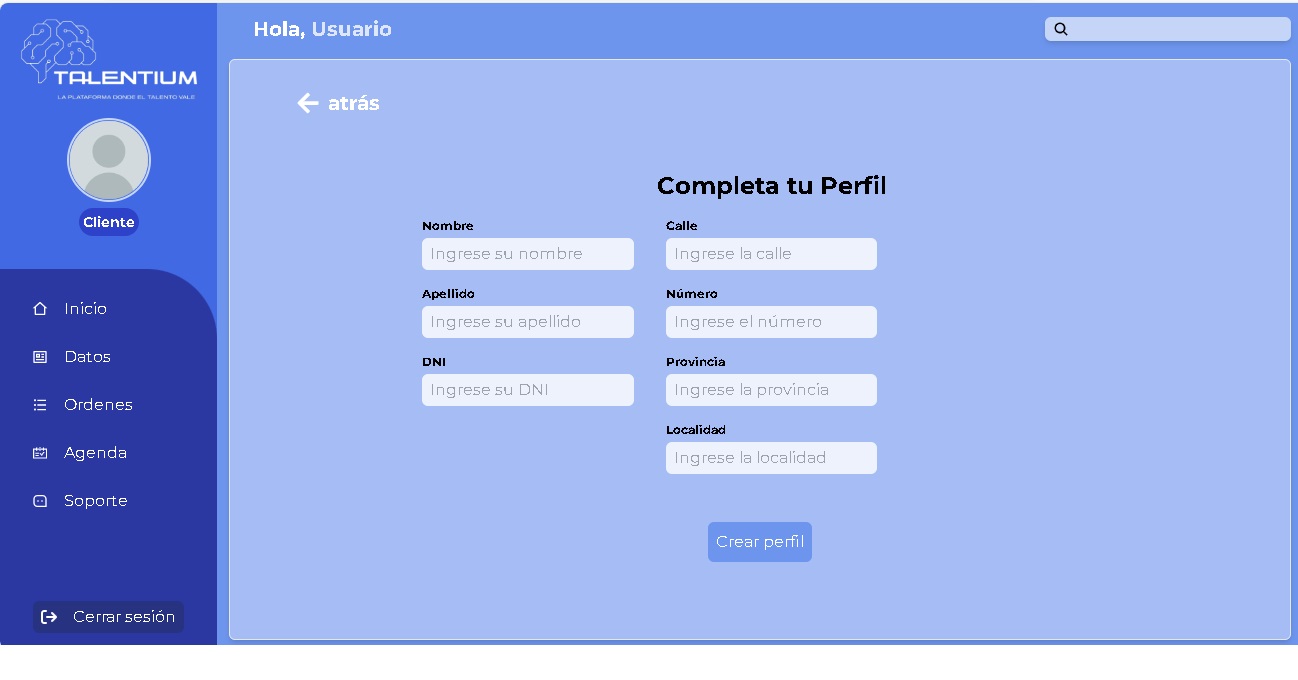 TALENTIUM
LA PLATAFORMA DONDE EL TALENTO VALE
Cliente
Inicio
Datos
Ordenes
Agenda
Soporte
Cerrar sesión
Hola, Usuario
atrás
Completa tu Perfil
Nombre
Ingrese su nombre
Apellido
Ingrese su apellido
DNI
Ingrese su DNI
Calle
Ingrese la calle
Número
Ingrese el número
Provincia
Ingrese la provincia
Localidad
Ingrese la localidad
Crear perfil